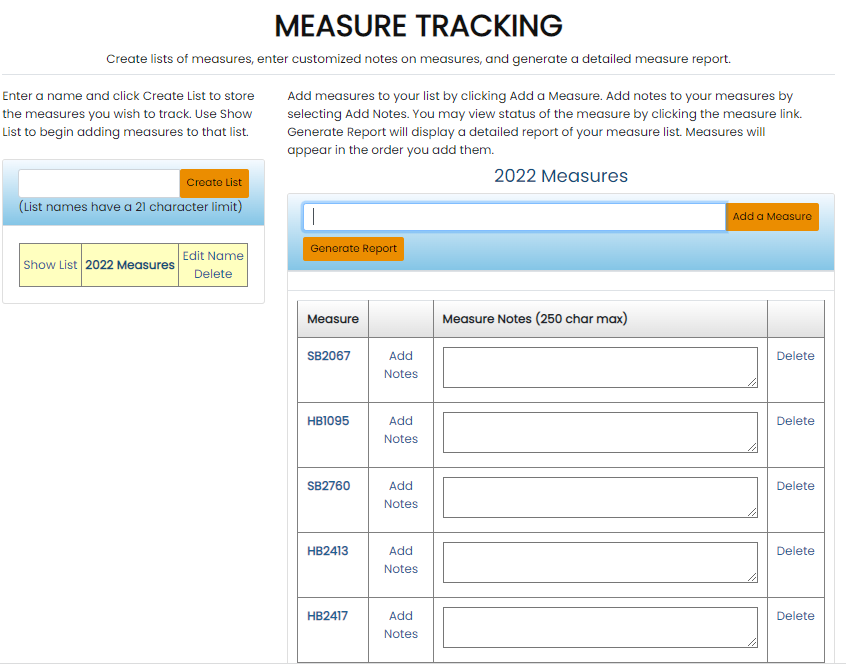 MEASURE TRACKING
Create lists of measures, enter customized notes on measures, and generate a detailed measure report.
Enter a name and click Create List to store
the measures you wish to track. Use Show
List to begin adding measures to that list.
Create List
(List names have a 21 character limit)
Show List 2022 Measures Edit Name
Delete
Add measures to your list by clicking Add a Measure. Add notes to your measures by
selecting Add Notes. You may view status of the measure by clicking the measure link.
Generate Report will display a detailed report of your measure list. Measures will
appear in the order you add them.
2022 Measures
Add a Measure
Generate Report
Measure Measure Notes (250 char max)
SB2067 Add Delete
Notes
HB1095 Add Delete
Notes
SB2760 Add Delete
Notes
HB2413 Add Delete
Notes
HB2417 Add Delete
Notes